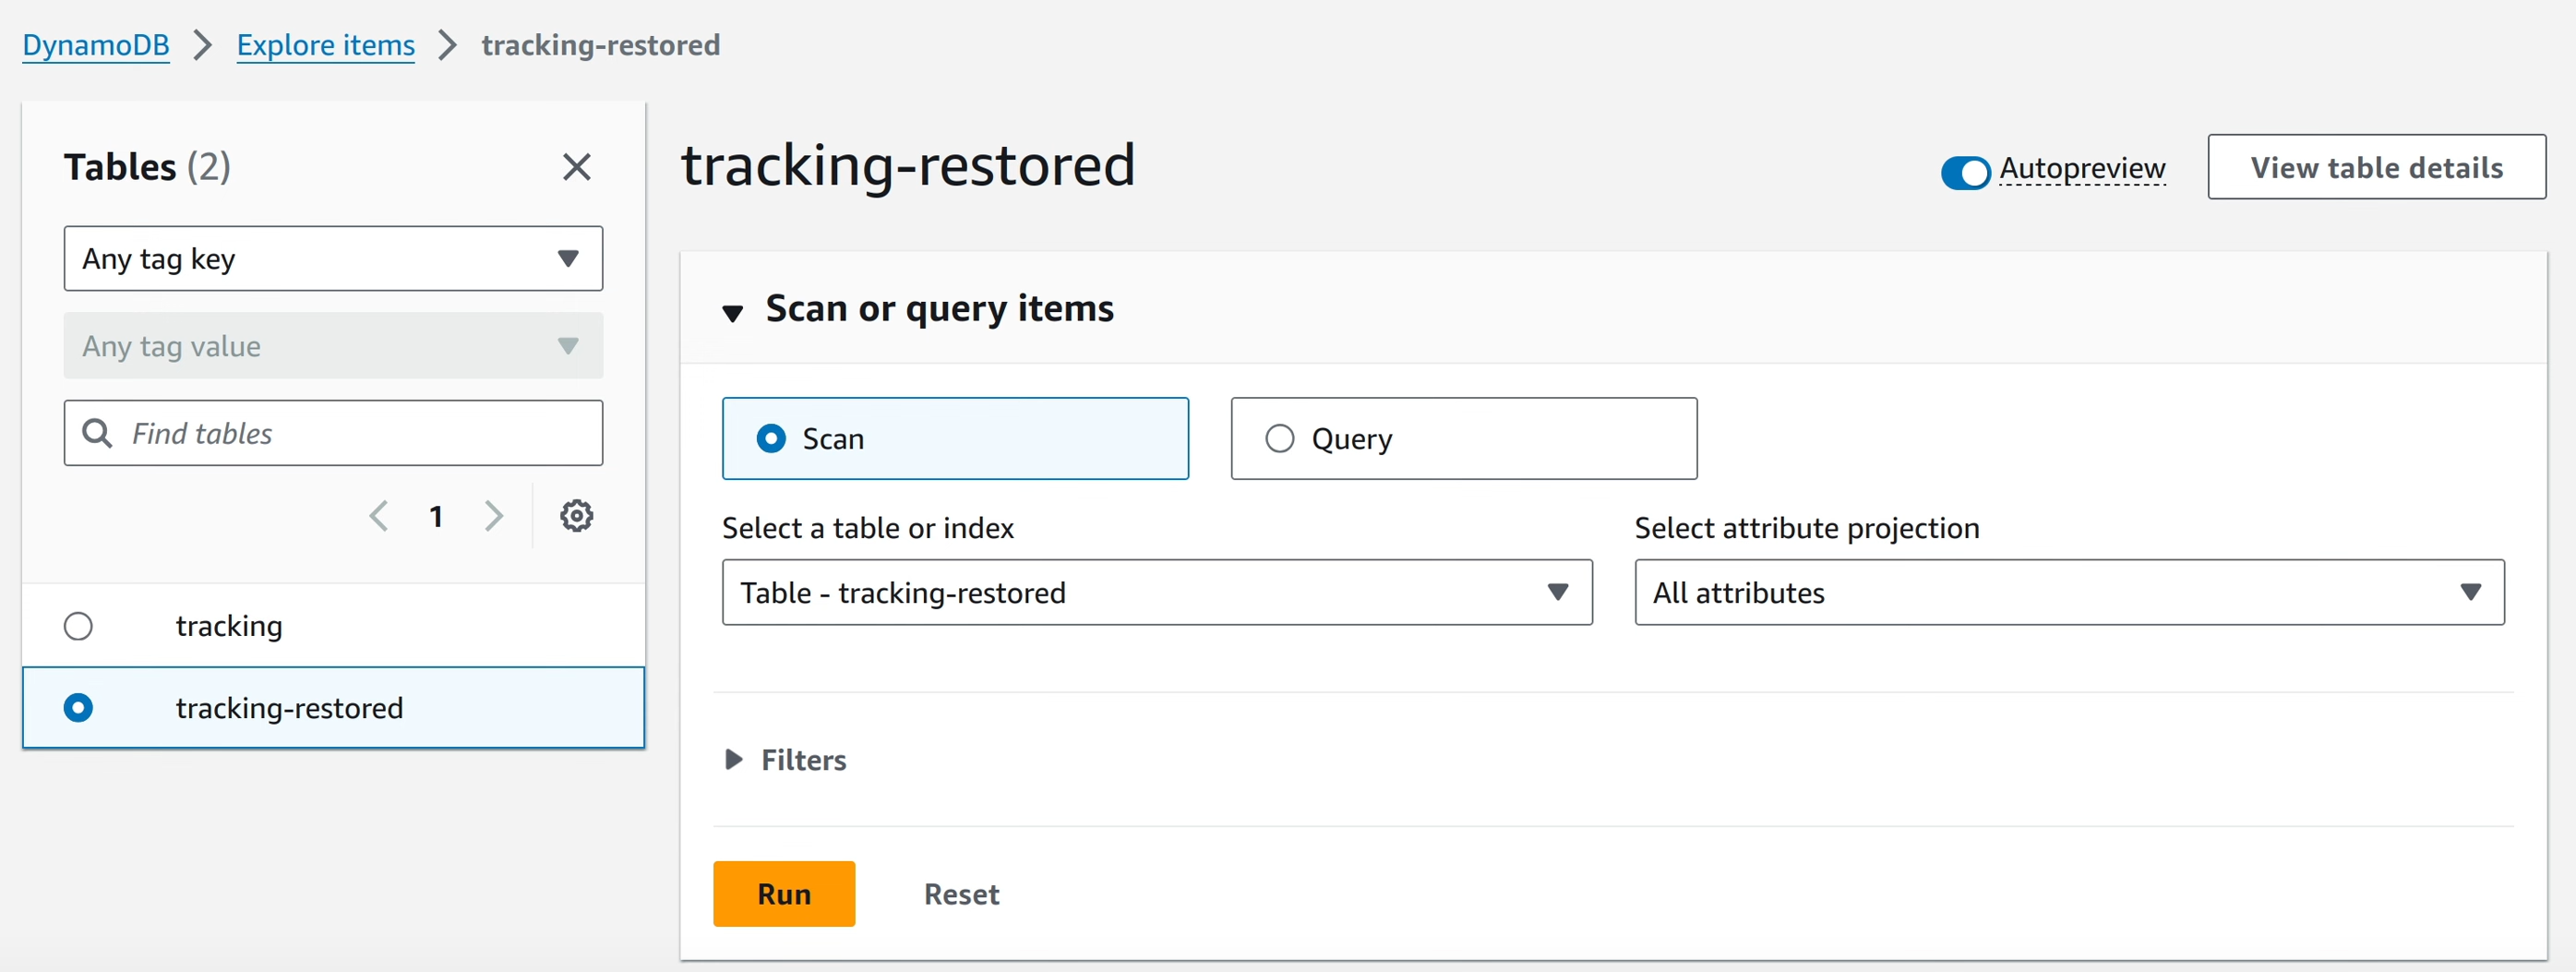 DynamoDB > Explore items > tracking-restored
Tables (2)
Any tag key
Any tag value
Find tables
1
tracking
tracking-restored
tracking-restored
Autopreview
View table details
Scan or query items
Scan
Query
Select a table or index
Select attribute projection
Table - tracking-restored
All attributes
Filters
Run
Reset